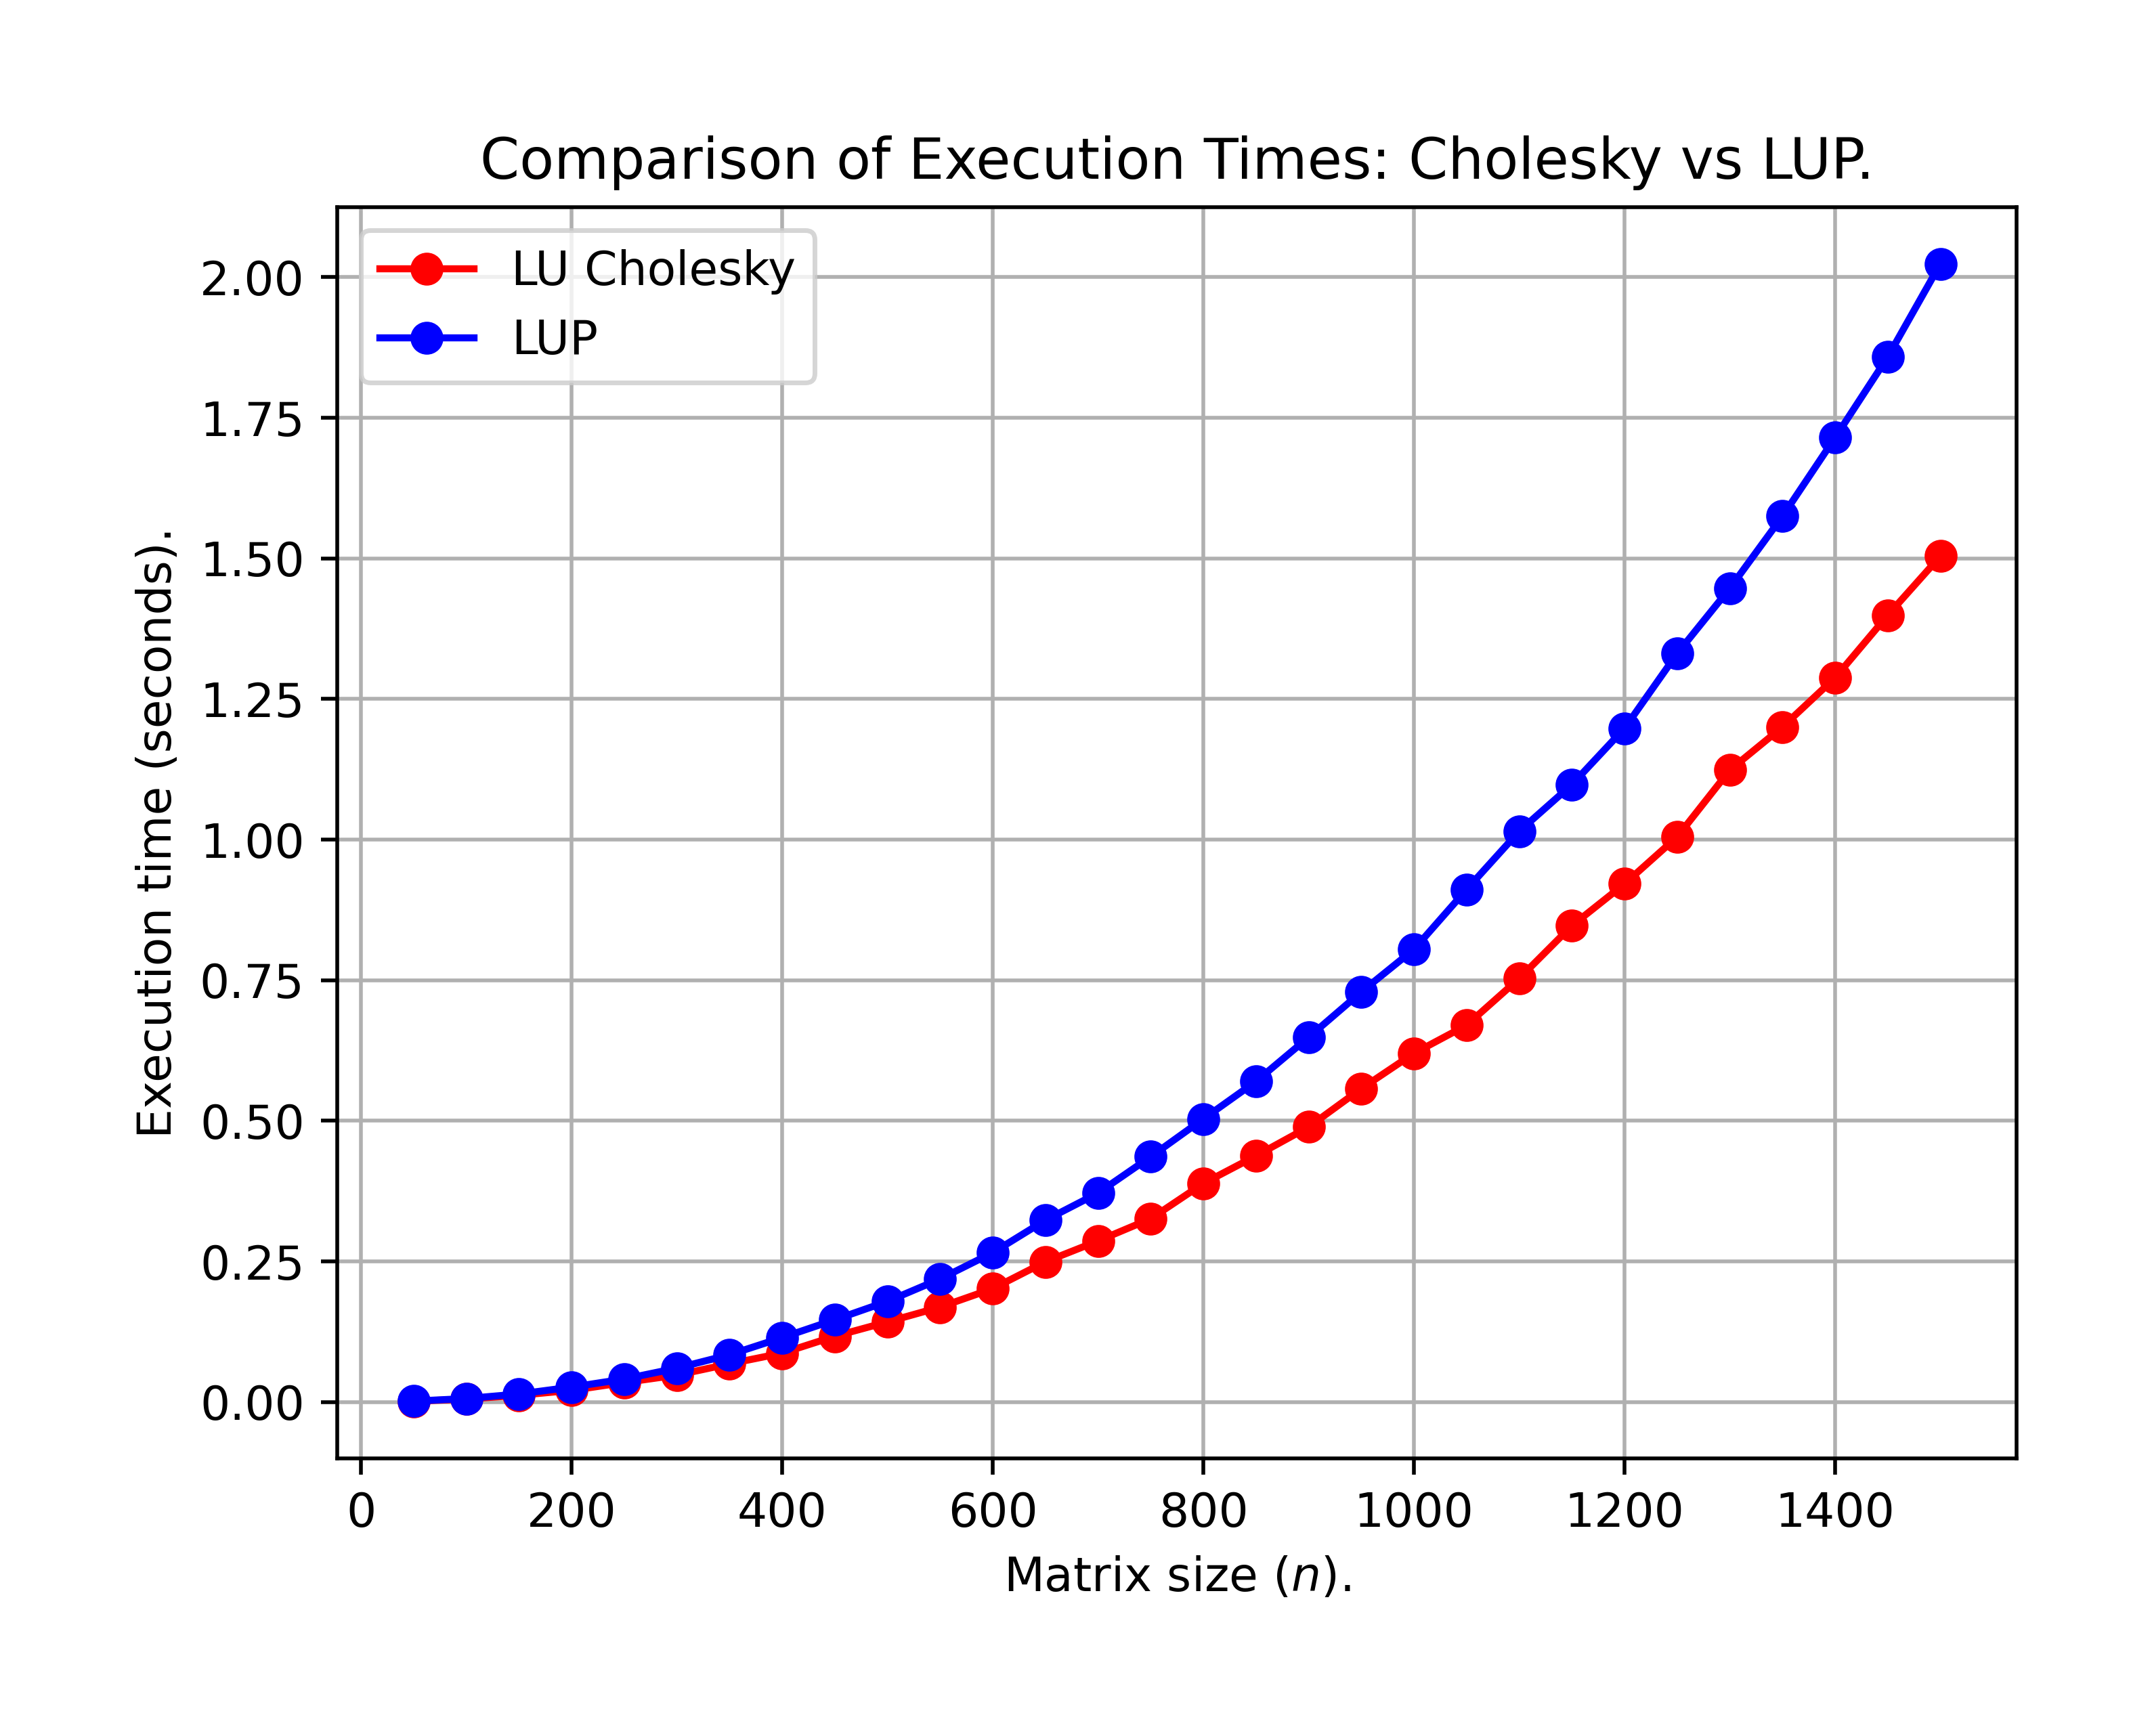 Comparison of Execution Times: Cholesky vs LUP.
LU Cholesky
LUP
2.00
1.75
1.50
1.25
1.00
0.75
0.50
0.25
0.00
Execution time (seconds).
0 200 400 600 800 1000 1200 1400
Matrix size (n).